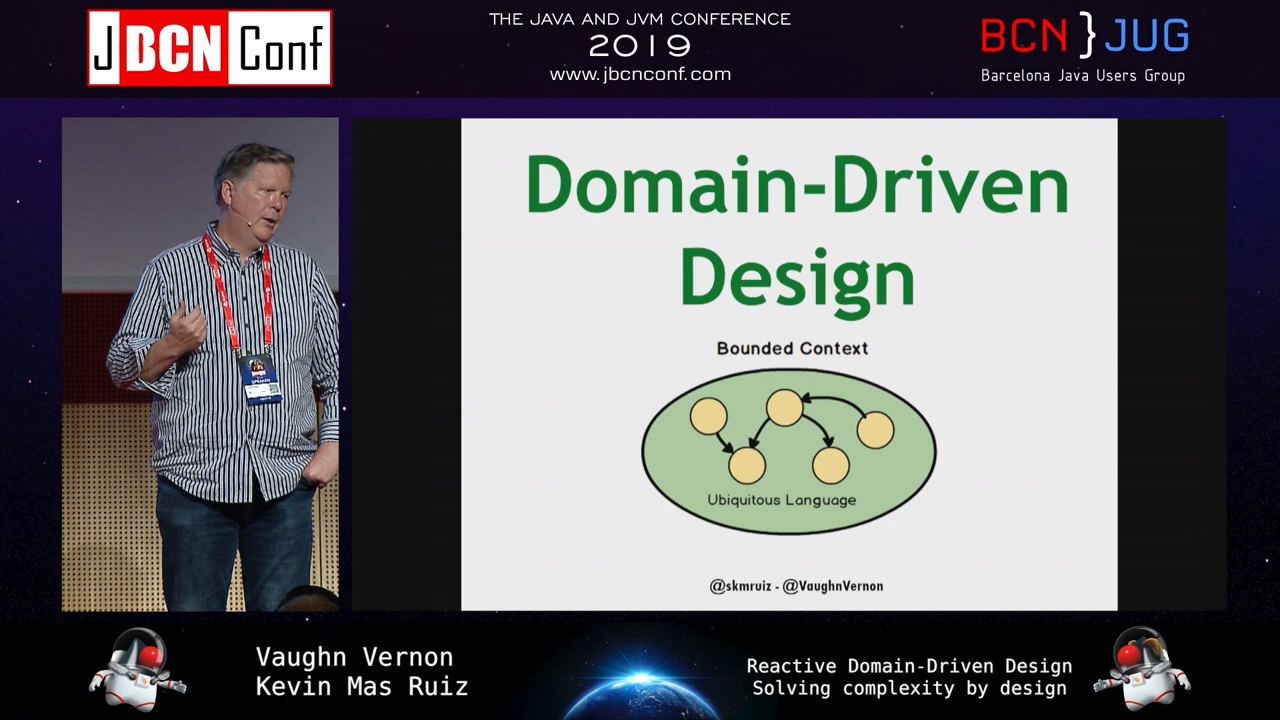 JBCNConf
THE JAVA AND JVM CONFERENCE
2019
www.jbcnconf.com
BCN}JUG
Barcelona Java Users Group
Domain-Driven
Design
Bounded Context
Ubiquitous Language
@skmruiz - @VaughnVernon
SPEAKER
Vaughn Vernon
Kevin Mas Ruiz
Reactive Domain-Driven Design
Solving complexity by design